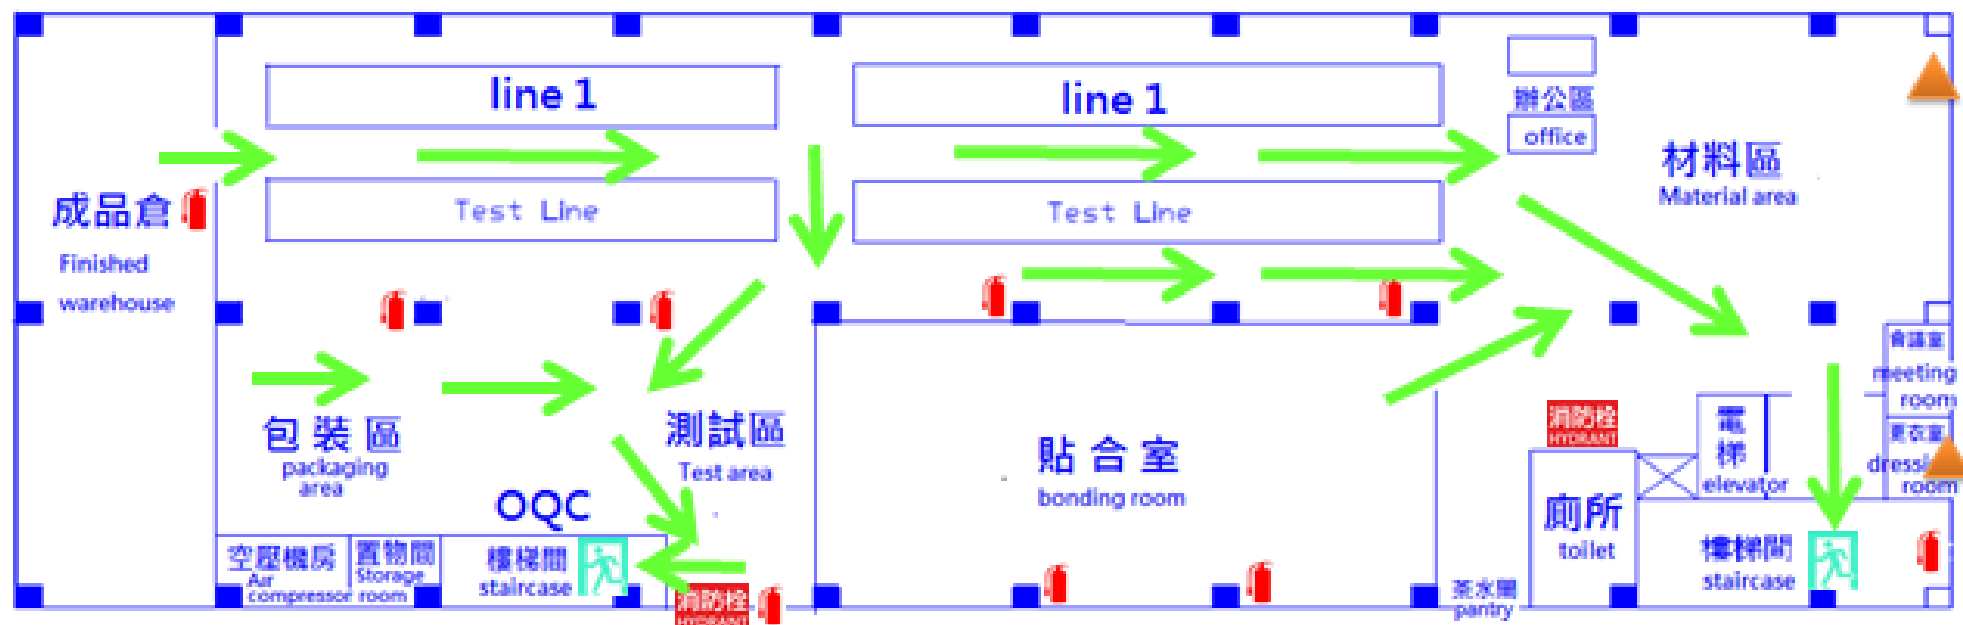 line 1
line 1
辦公區
office
材料區
Material area
成品倉
Finished
warehouse
Test Line
Test Line
包裝區
packaging
area
測試區
Test area
OQC
貼合室
bonding room
消防栓
HYDRANT
電
梯
elevator
會議室
meeting
room
更衣室
dressing
room
廁所
toilet
空壓機房
Air
compressor
置物間
Storage
room
樓梯間
staircase
消防栓
HYDRANT
茶水間
pantry
樓梯間
staircase